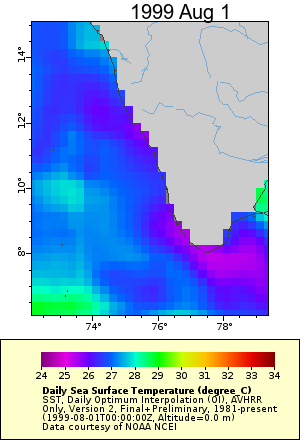 1999 Aug 1
14°
12°
10°
8°
74°
76°
78°
24 25 27 28 29 30 31 32 33 34
Daily Sea Surface Temperature (degree_C)
SST, Daily Optimum Interpolation (OI), AVHRR
Only, Version 2, Final+Preliminary, 1981-present
(1999-08-01T00:00:00Z, Altitude=0.0 m)
Data courtesy of NOAA NCEI